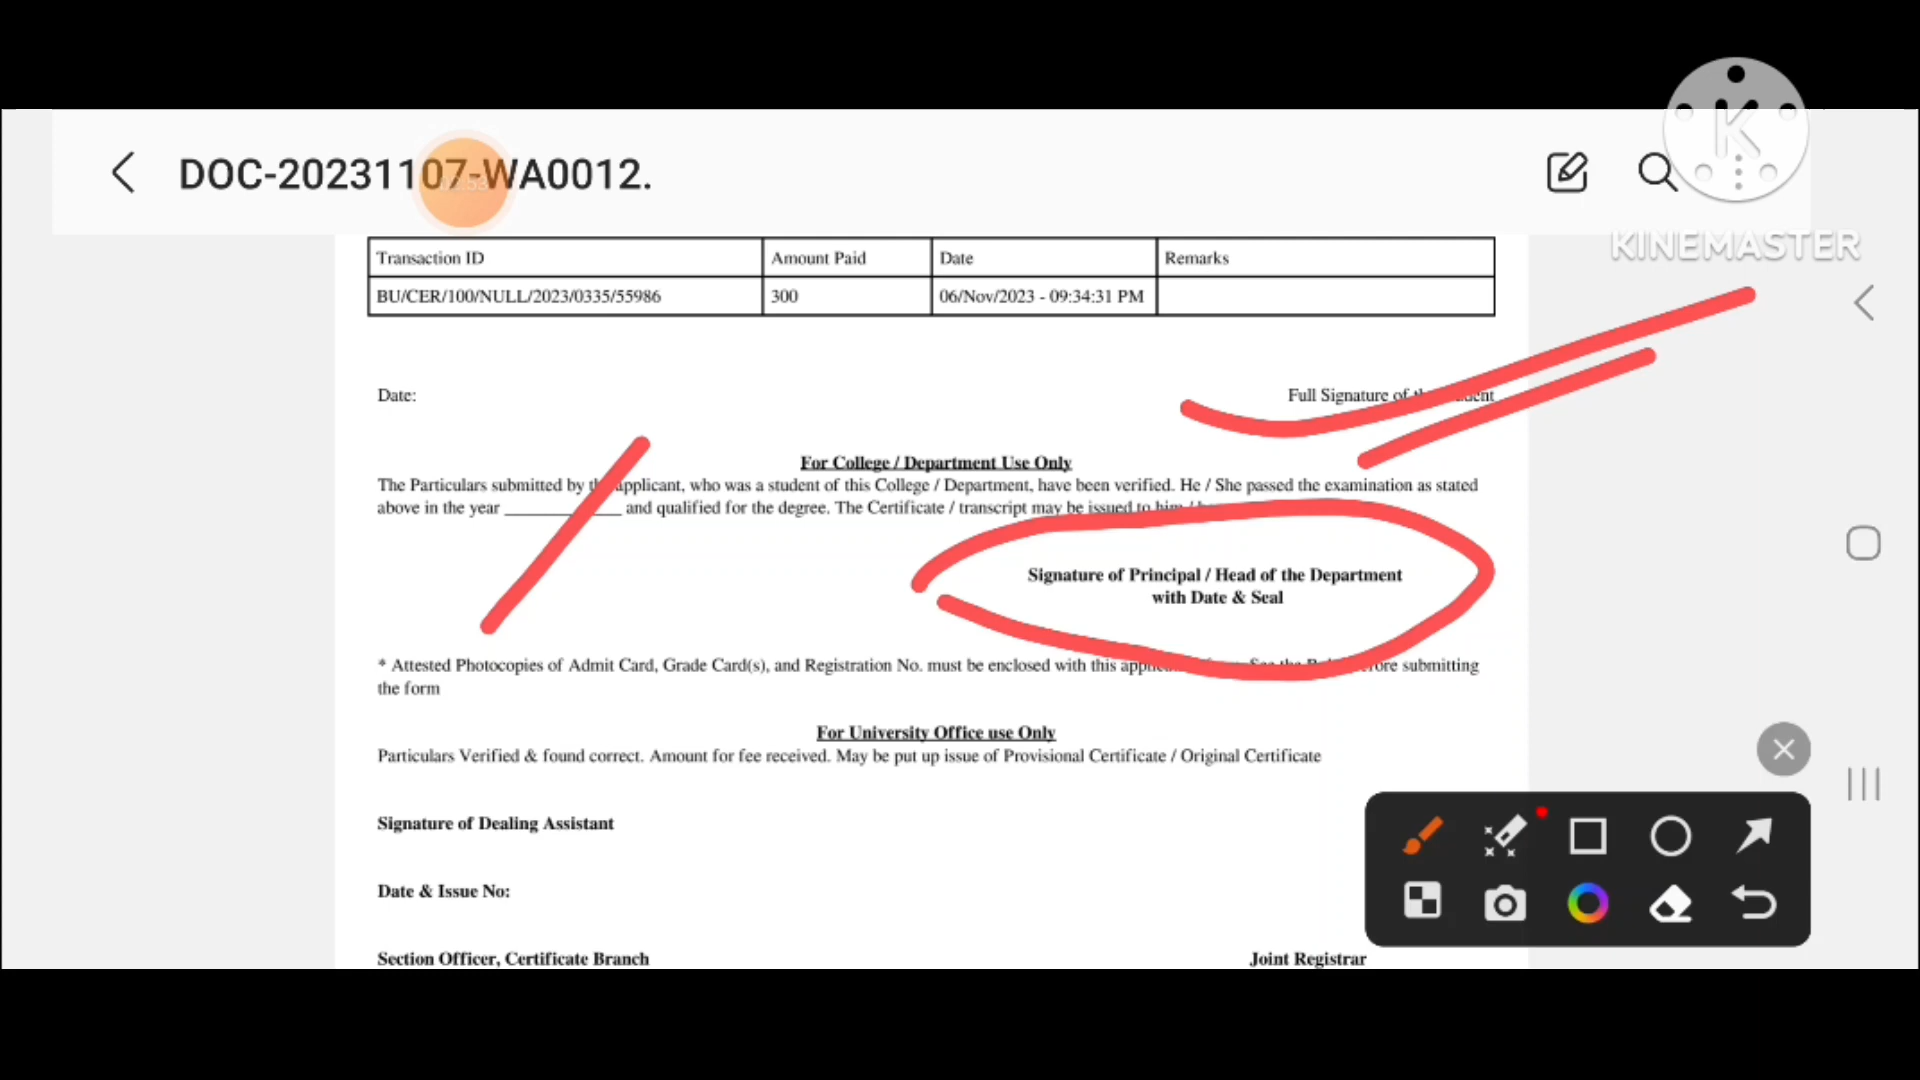 DOC-20231107-WA0012.
K
KINEMASTER
Transaction ID Amount Paid Date Remarks
BU/CER/100/NULL/2023/0335/55986 300 06/Nov/2023 - 09:34:31 PM
Date: Full Signature of
For College / Department Use Only
The Particulars submitted by applicant, who was a student of this College / Department, have been verified. He / She passed the examination as stated
above in the year ____________ and qualified for the degree. The Certificate / transcript may be issued to him /
Signature of Principal / Head of the Department
with Date & Seal
* Attested Photocopies of Admit Card, Grade Card(s), and Registration No. must be enclosed with this submitting
the form
For University Office use Only
Particulars Verified & found correct. Amount for fee received. May be put up issue of Provisional Certificate / Original Certificate
Signature of Dealing Assistant
Date & Issue No:
Section Officer, Certificate Branch Joint Registrar